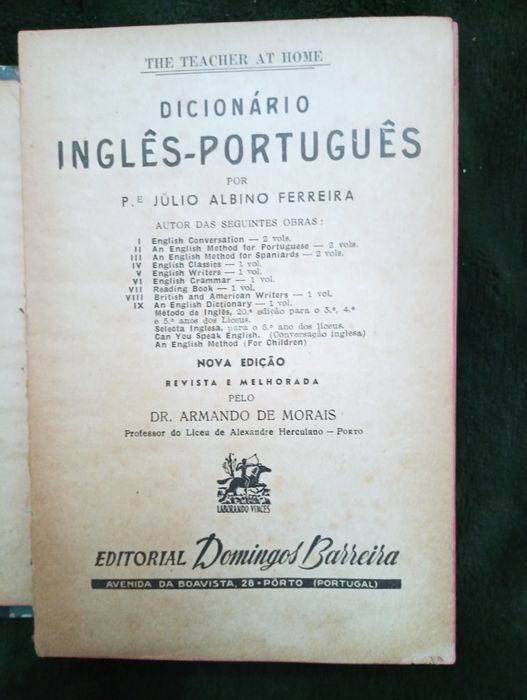 THE TEACHER AT HOME
DICIONÁRIO
INGLÊS-PORTUGUÊS
POR
P.E JÚLIO ALBINO FERREIRA
AUTOR DAS SEGUINTES OBRAS:
I English Conversation — 2 vols.
II An English Method for Portuguese — 2 vols.
III An English Method for Spaniards — 2 vols.
IV English Classics — 1 vol.
V English Writers — 1 vol.
VI English Grammar — 1 vol.
VII Reading Book — 1 vol.
VIII British and American Writers — 1 vol.
IX An English Dictionary — 1 vol.
Método de Inglês, 20.ª edição para o 3.º, 4.º
e 5.º anos dos Liceus.
Selecta Inglesa, para o 5.º ano dos liceus.
Can You Speak English. (Conversação inglesa)
An English Method (For Children)
NOVA EDIÇÃO
REVISTA E MELHORADA
PELO
DR. ARMANDO DE MORAIS
Professor do Liceu de Alexandre Herculano — PORTO
LABORANDO VINCES
EDITORIAL Domingos Barreira
AVENIDA DA BOAVISTA, 28 • PÔRTO (PORTUGAL)